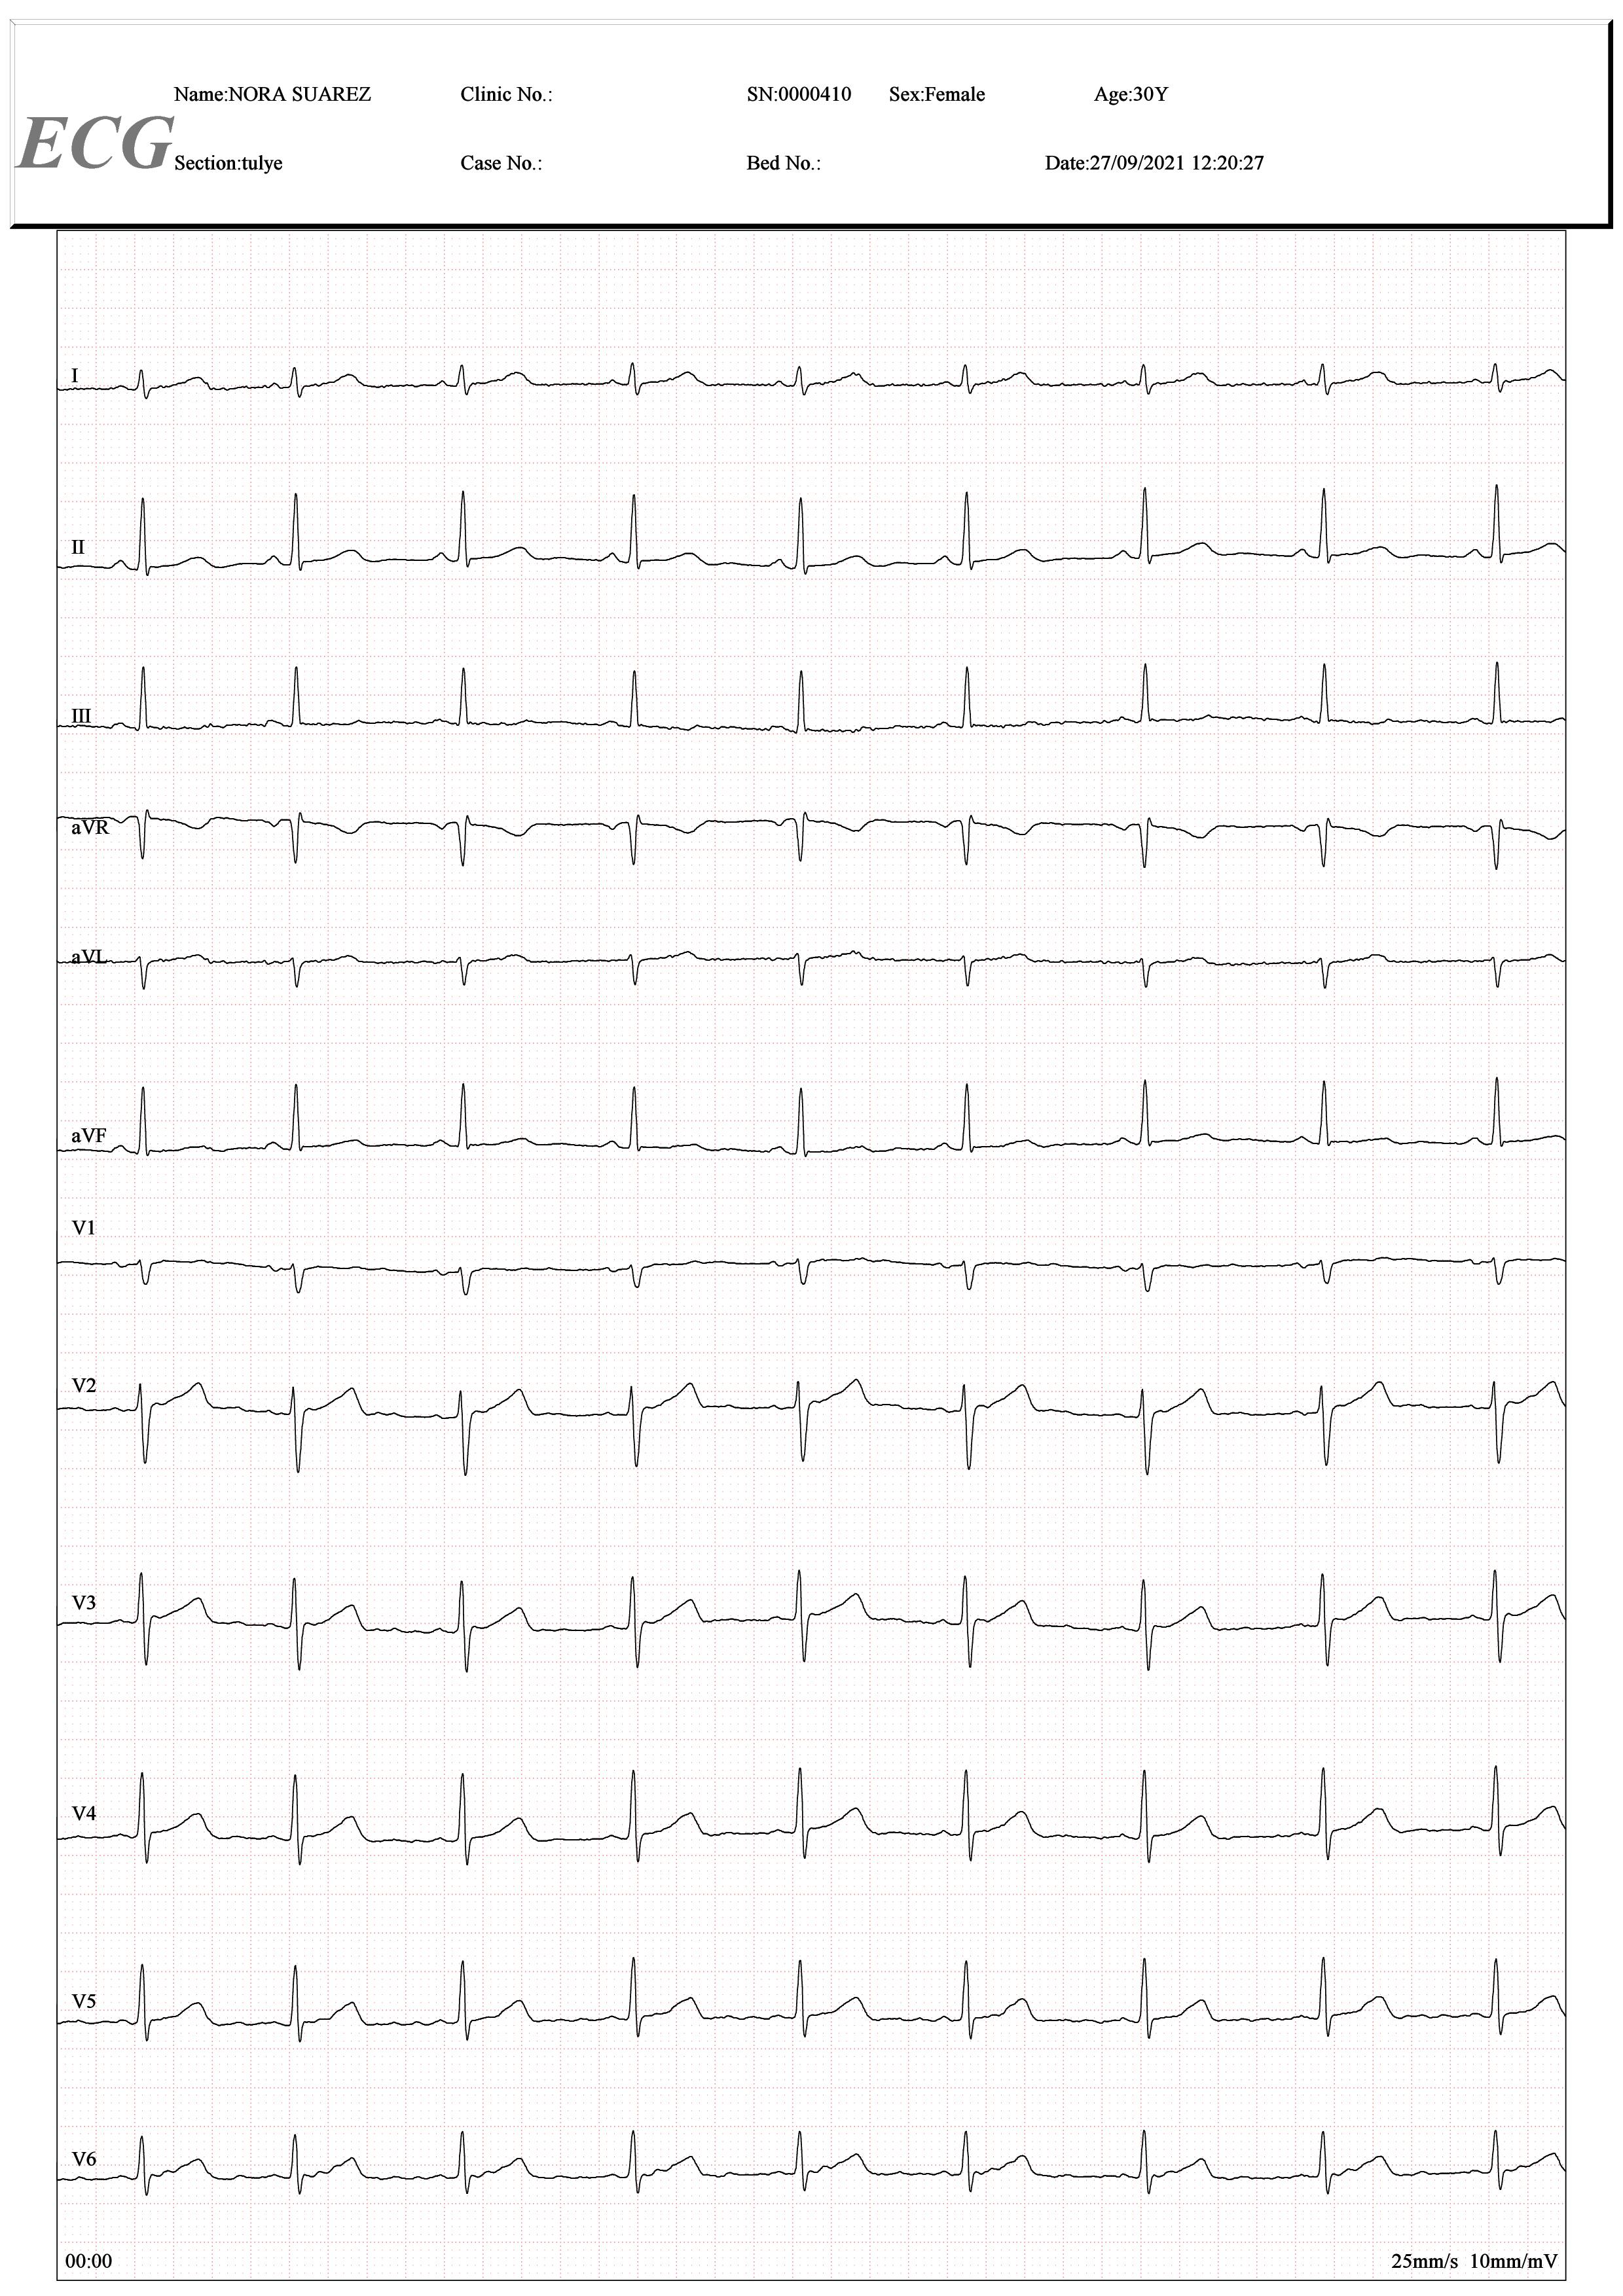 Name:NORA SUAREZ Clinic No.: SN:0000410 Sex:Female Age:30Y
ECG
Section:tulye Case No.: Bed No.: Date:27/09/2021 12:20:27
I
II
III
aVR
aVL
aVF
V1
V2
V3
V4
V5
V6
00:00 25mm/s 10mm/mV